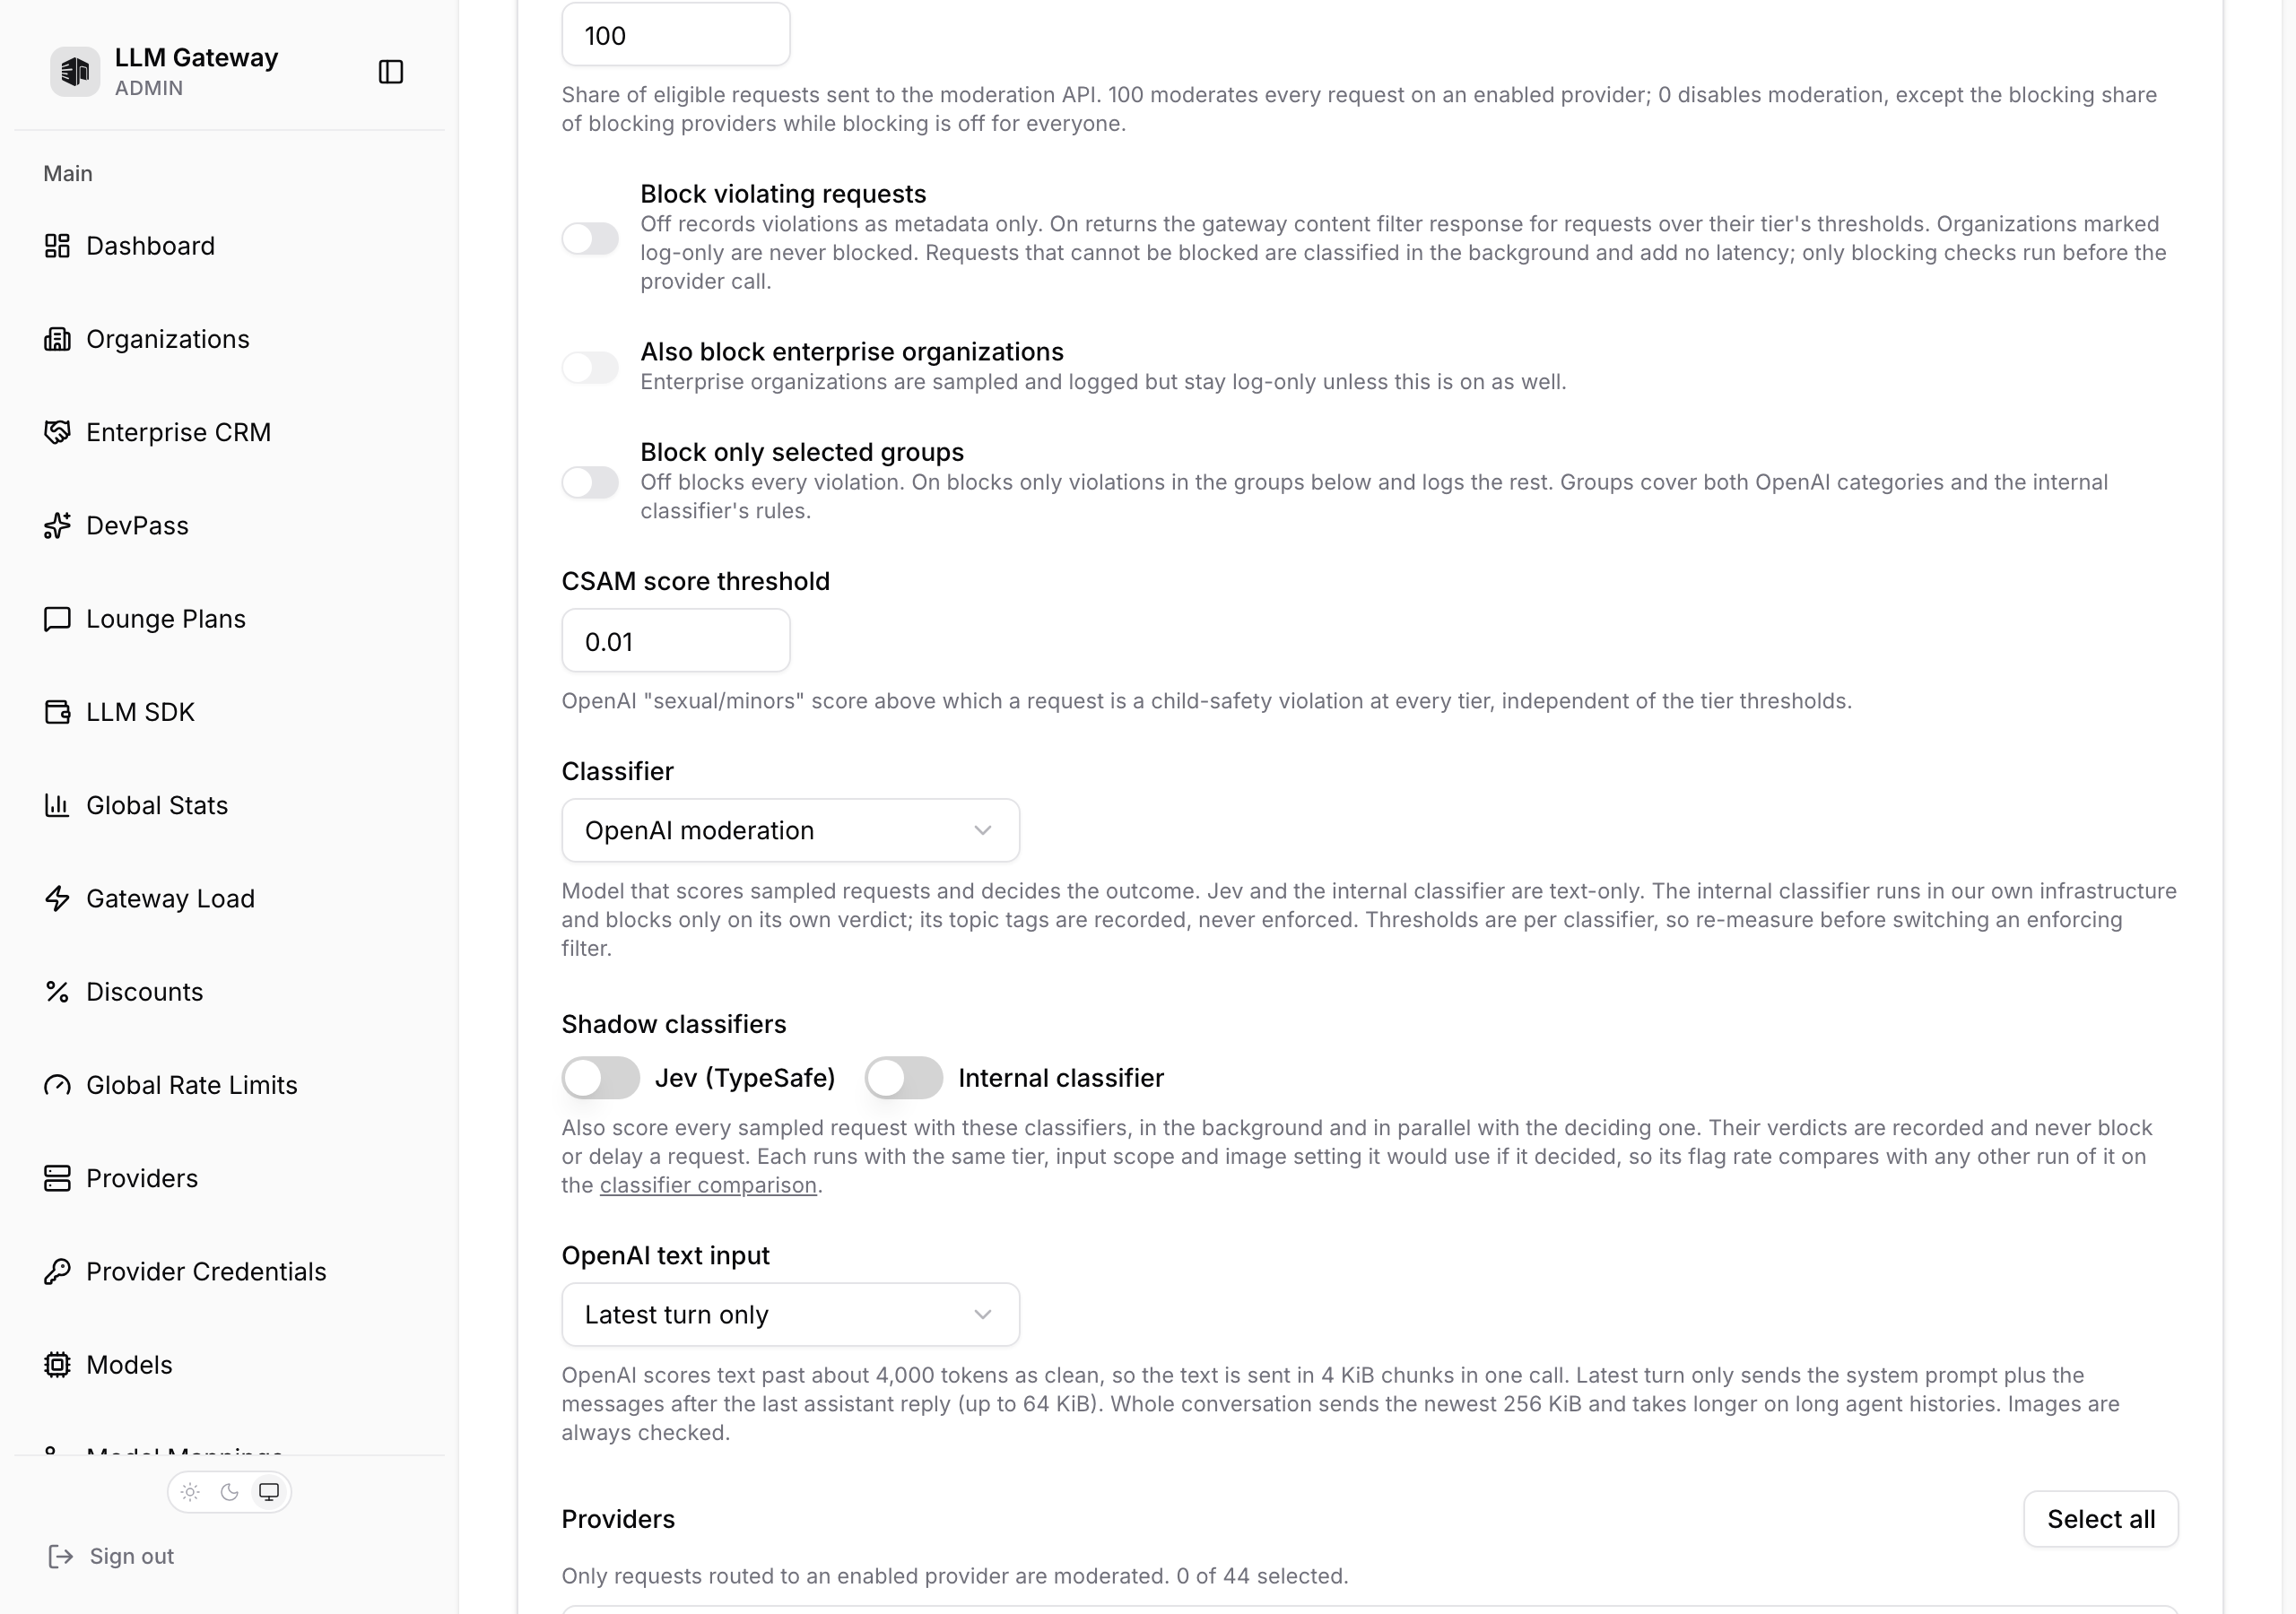 LLM Gateway
ADMIN
Main
Dashboard
Organizations
Enterprise CRM
DevPass
Lounge Plans
LLM SDK
Global Stats
Gateway Load
Discounts
Global Rate Limits
Providers
Provider Credentials
Models
Model Mappings
Sign out
100
Share of eligible requests sent to the moderation API. 100 moderates every request on an enabled provider; 0 disables moderation, except the blocking share
of blocking providers while blocking is off for everyone.
Block violating requests
Off records violations as metadata only. On returns the gateway content filter response for requests over their tier's thresholds. Organizations marked
log-only are never blocked. Requests that cannot be blocked are classified in the background and add no latency; only blocking checks run before the
provider call.
Also block enterprise organizations
Enterprise organizations are sampled and logged but stay log-only unless this is on as well.
Block only selected groups
Off blocks every violation. On blocks only violations in the groups below and logs the rest. Groups cover both OpenAI categories and the internal
classifier's rules.
CSAM score threshold
0.01
OpenAI "sexual/minors" score above which a request is a child-safety violation at every tier, independent of the tier thresholds.
Classifier
OpenAI moderation
Model that scores sampled requests and decides the outcome. Jev and the internal classifier are text-only. The internal classifier runs in our own infrastructure
and blocks only on its own verdict; its topic tags are recorded, never enforced. Thresholds are per classifier, so re-measure before switching an enforcing
filter.
Shadow classifiers
Jev (TypeSafe)
Internal classifier
Also score every sampled request with these classifiers, in the background and in parallel with the deciding one. Their verdicts are recorded and never block
or delay a request. Each runs with the same tier, input scope and image setting it would use if it decided, so its flag rate compares with any other run of it on
the classifier comparison.
OpenAI text input
Latest turn only
OpenAI scores text past about 4,000 tokens as clean, so the text is sent in 4 KiB chunks in one call. Latest turn only sends the system prompt plus the
messages after the last assistant reply (up to 64 KiB). Whole conversation sends the newest 256 KiB and takes longer on long agent histories. Images are
always checked.
Providers
Select all
Only requests routed to an enabled provider are moderated. 0 of 44 selected.